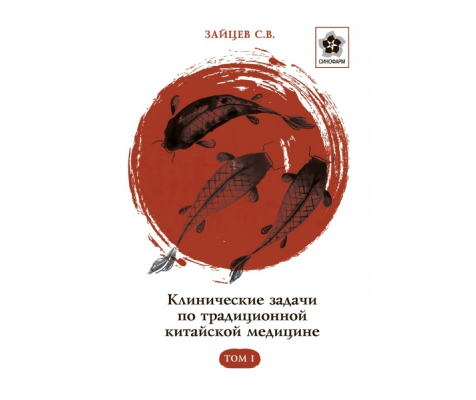 ЗАЙЦЕВ С.В.
СИНОФАРМ
Клинические задачи
по традиционной
китайской медицине
ТОМ I